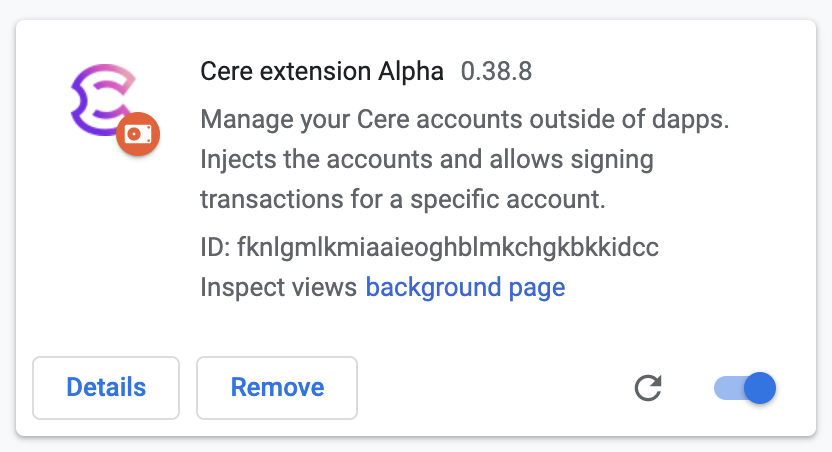 Cere extension Alpha 0.38.8
Manage your Cere accounts outside of dapps.
Injects the accounts and allows signing
transactions for a specific account.
ID: fknlgmlkmiaaieoghblmkchgkbkkidcc
Inspect views background page
Details Remove